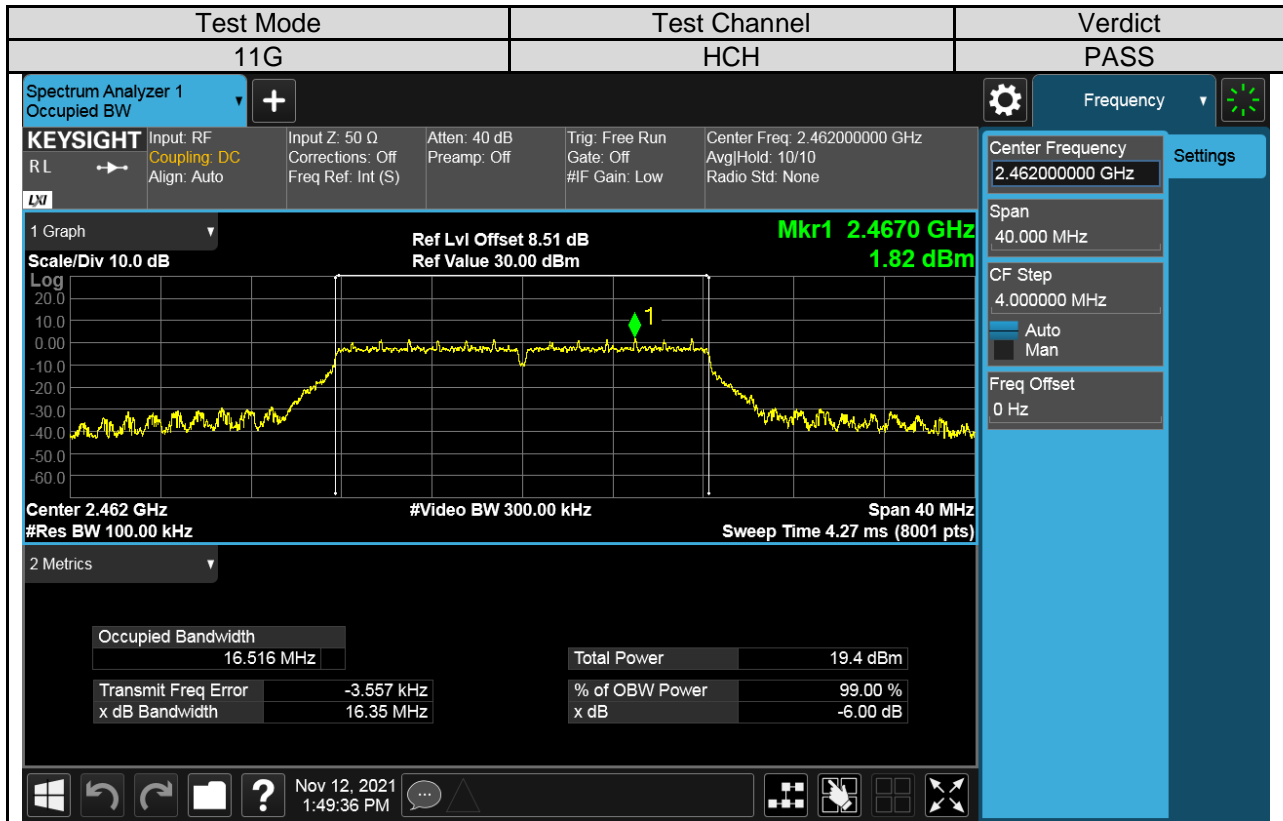 Test Mode Test Channel Verdict
11G HCH PASS
Spectrum Analyzer 1
Occupied BW
+
Frequency
KEYSIGHT
RL
LXI
Input: RF
Coupling: DC
Align: Auto
Input Z: 50 Ω
Corrections: Off
Freq Ref: Int (S)
Atten: 40 dB
Preamp: Off
Trig: Free Run
Gate: Off
#IF Gain: Low
Center Freq: 2.462000000 GHz
Avg|Hold: 10/10
Radio Std: None
Center Frequency
2.462000000 GHz
Settings
Span
40.000 MHz
CF Step
4.000000 MHz
Auto
Man
Freq Offset
0 Hz
1 Graph
Scale/Div 10.0 dB
Ref Lvl Offset 8.51 dB
Ref Value 30.00 dBm
Mkr1 2.4670 GHz
1.82 dBm
Log
20.0
10.0
0.00
-10.0
-20.0
-30.0
-40.0
-50.0
-60.0
1
Center 2.462 GHz
#Res BW 100.00 kHz
#Video BW 300.00 kHz
Span 40 MHz
Sweep Time 4.27 ms (8001 pts)
2 Metrics
Occupied Bandwidth
16.516 MHz
Total Power 19.4 dBm
Transmit Freq Error -3.557 kHz
% of OBW Power 99.00 %
x dB Bandwidth 16.35 MHz
x dB -6.00 dB
?
Nov 12, 2021
1:49:36 PM